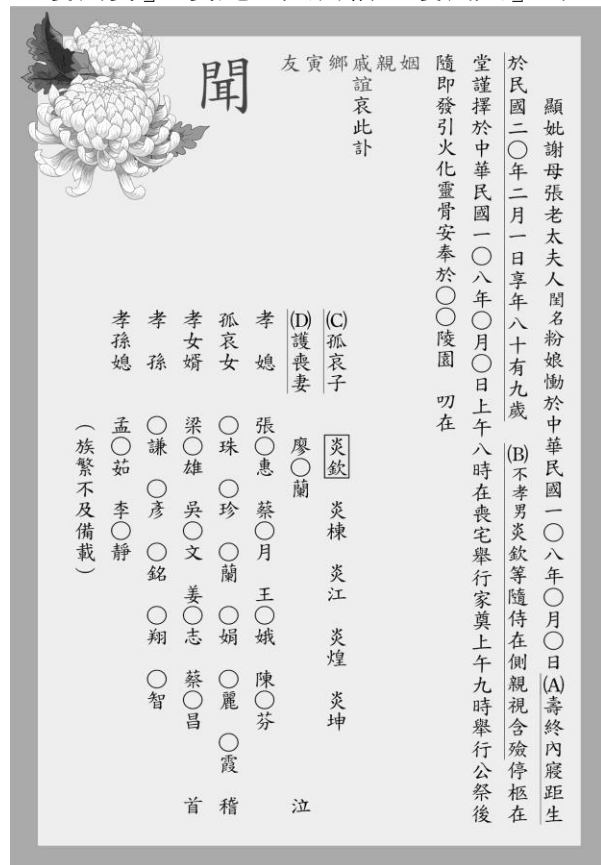 顯妣謝母張老太夫人閨名粉娘慟於中華民國一〇八年〇月〇日(A)壽終內寢距生
於民國二〇年二月一日享年八十有九歲 (B)不孝男炎欽等隨侍在側親視含殮停柩在
堂謹擇於中華民國一〇八年〇月〇日上午八時在喪宅舉行家奠上午九時舉行公祭後
隨即發引火化靈骨安奉於〇〇陵園 叨在
姻
親
戚
鄉
寅
友
誼哀此訃
聞
(C)孤哀子 炎欽 炎棟 炎江 炎煌 炎坤
(D)護喪妻 廖〇蘭 泣
孝 媳 張〇惠 蔡〇月 王〇娥 陳〇芬
孤哀女 〇珠 〇珍 〇蘭 〇娟 〇麗 〇霞 稽
孝女婿 梁〇雄 吳〇文 姜〇志 蔡〇昌 首
孝 孫 〇謙 〇彥 〇銘 〇翔 〇智
孝孫媳 孟〇茹 李〇靜
(族繁不及備載)